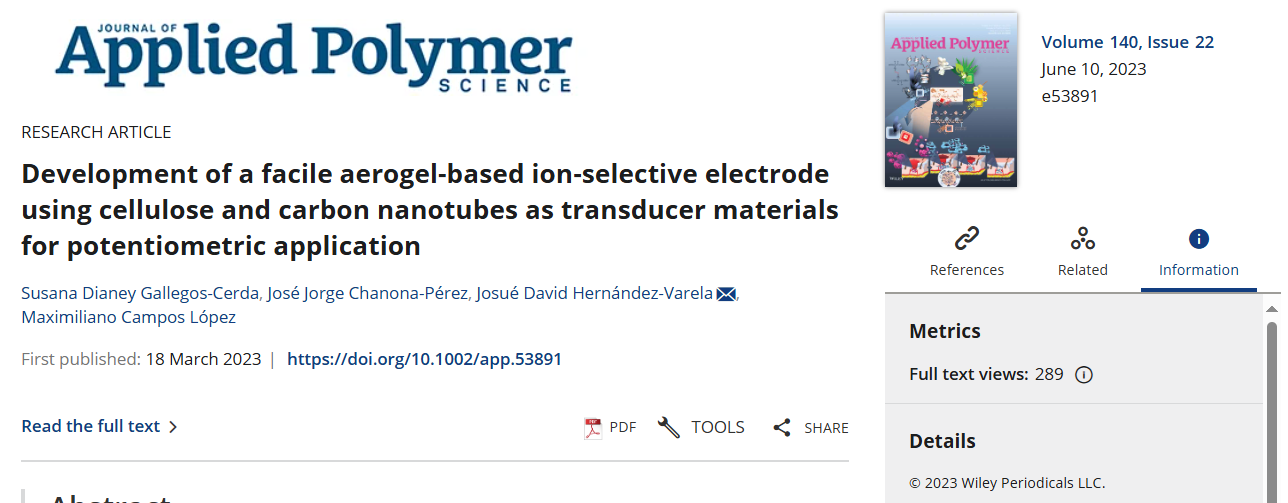 JOURNAL OF
Applied Polymer
SCIENCE
RESEARCH ARTICLE
Development of a facile aerogel-based ion-selective electrode
using cellulose and carbon nanotubes as transducer materials
for potentiometric application
Susana Dianey Gallegos-Cerda, José Jorge Chanona-Pérez, Josué David Hernández-Varela,
Maximiliano Campos López
First published: 18 March 2023 | https://doi.org/10.1002/app.53891
Read the full text
PDF
TOOLS
SHARE
Abstract
Applied Polymer
SCIENCE
WILEY
Volume 140, Issue 22
June 10, 2023
e53891
References
Related
Information
Metrics
Full text views: 289
Details
© 2023 Wiley Periodicals LLC.